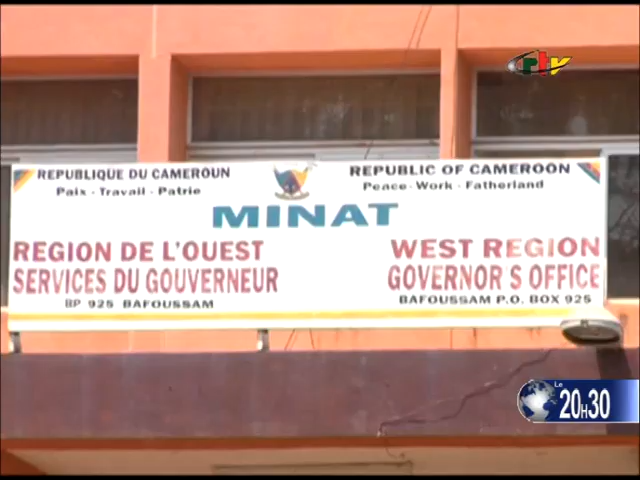 crtv
REPUBLIQUE DU CAMEROUN
Paix - Travail - Patrie
REPUBLIC OF CAMEROON
Peace - Work - Fatherland
MINAT
REGION DE L'OUEST
SERVICES DU GOUVERNEUR
BP 925 BAFOUSSAM
WEST REGION
GOVERNOR S OFFICE
BAFOUSSAM P.O. BOX 925
Le
20H30